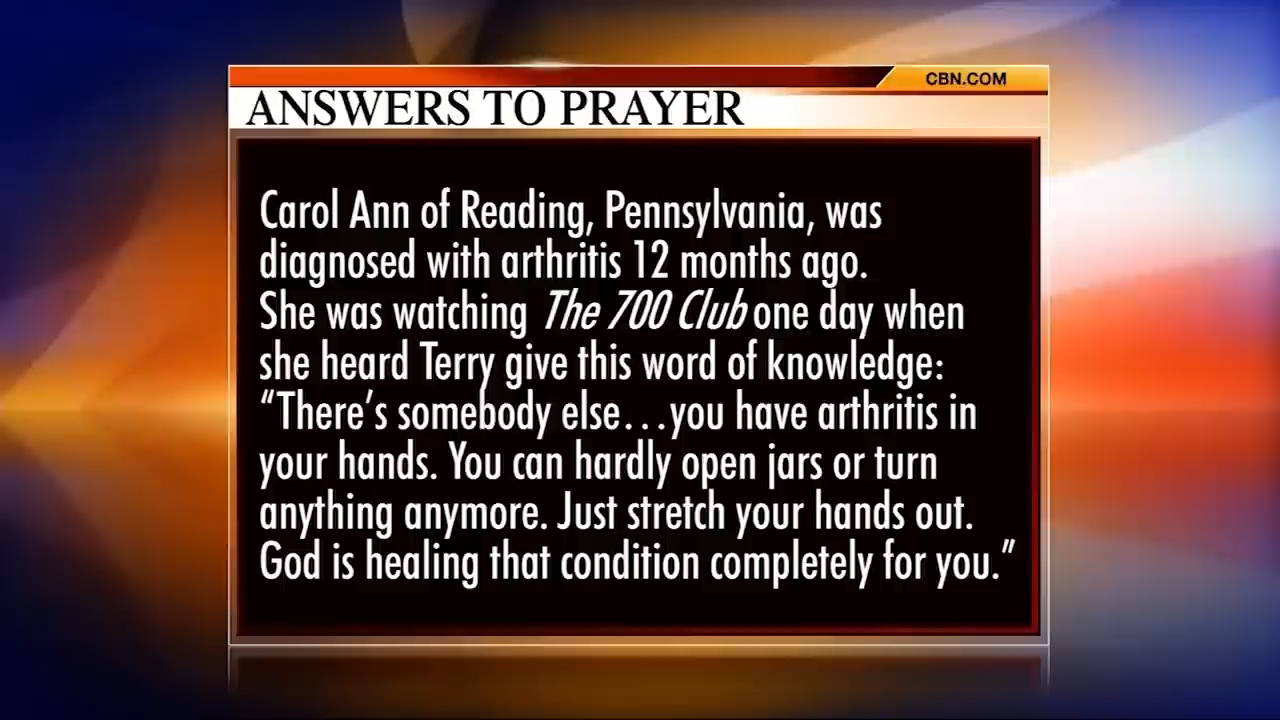 CBN.COM
ANSWERS TO PRAYER
Carol Ann of Reading, Pennsylvania, was
diagnosed with arthritis 12 months ago.
She was watching The 700 Club one day when
she heard Terry give this word of knowledge:
“There’s somebody else...you have arthritis in
your hands. You can hardly open jars or turn
anything anymore. Just stretch your hands out.
God is healing that condition completely for you.”